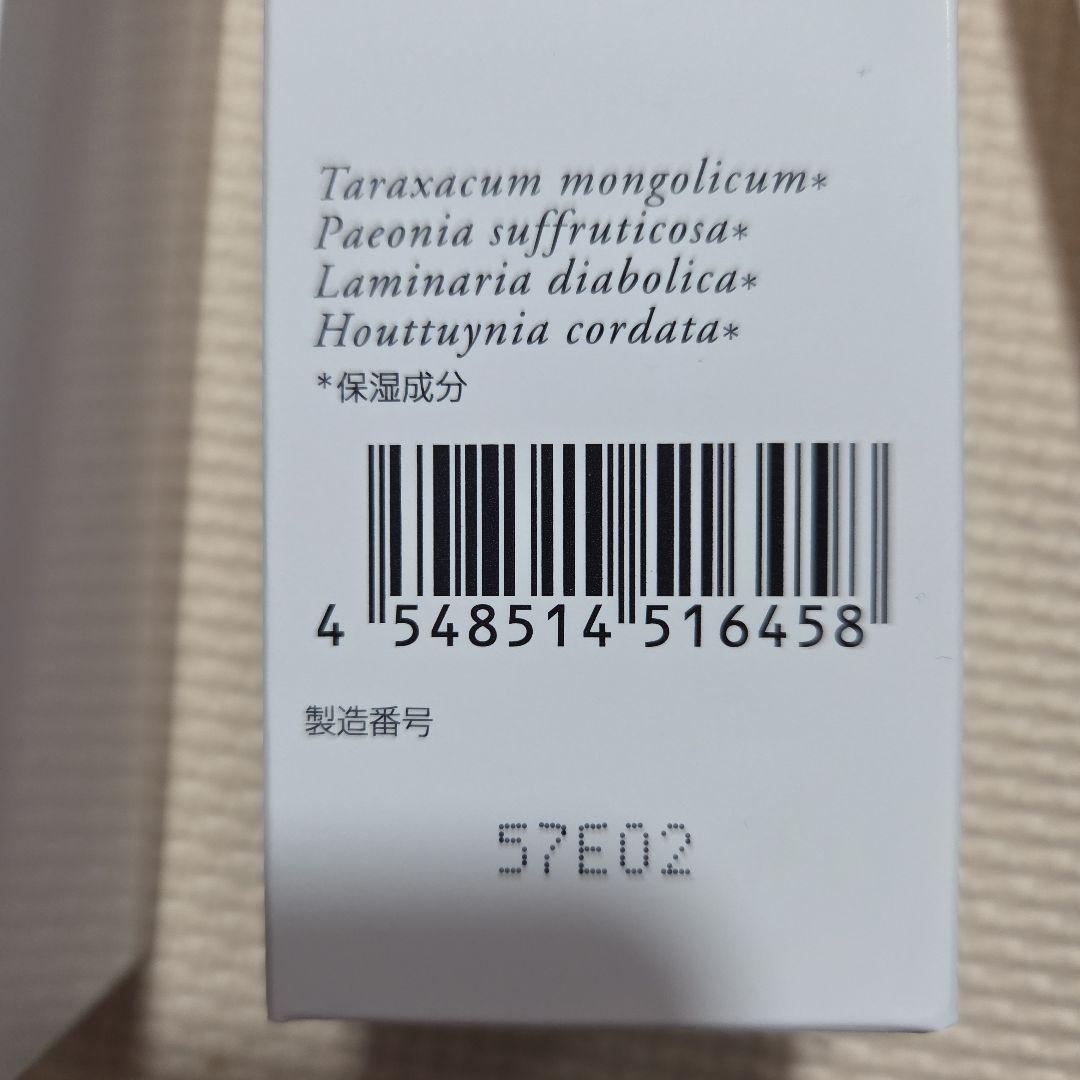 Taraxacum mongolicum*
Paeonia suffruticosa*
Laminaria diabolica*
Houttuynia cordata*
*保湿成分
4 548514 516458
製造番号
57E02